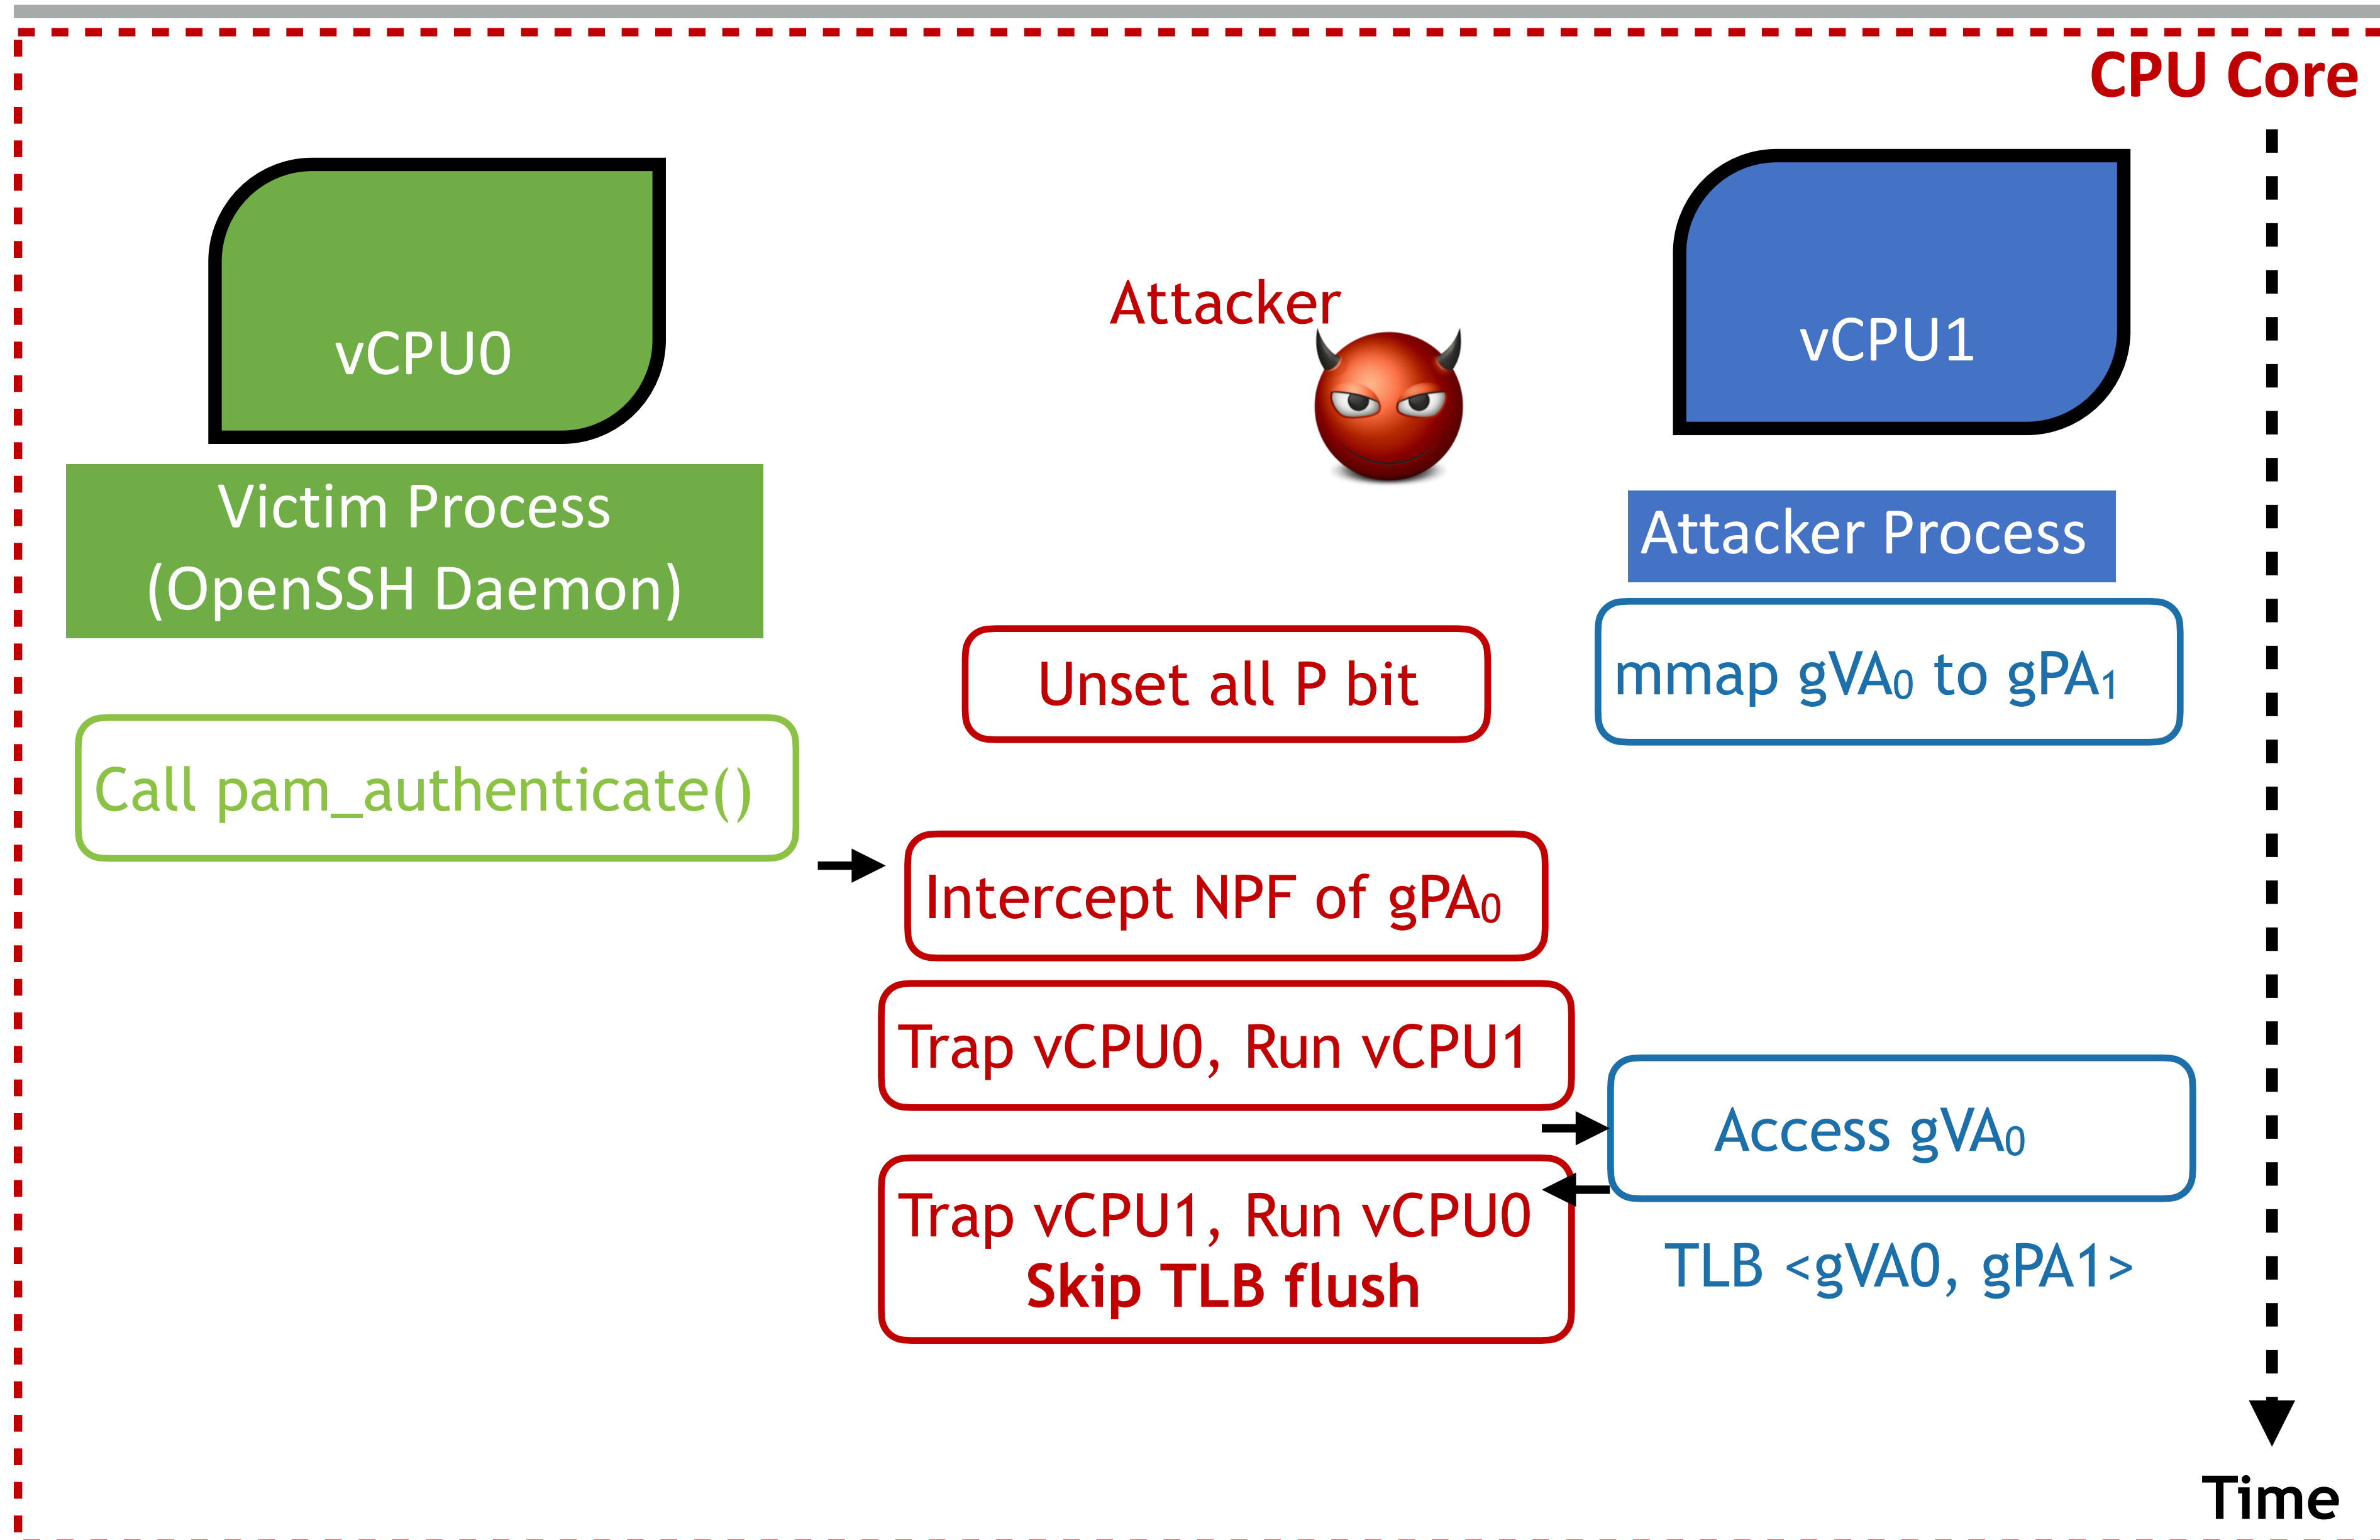 CPU Core
vCPU0
Attacker
vCPU1
Victim Process
(OpenSSH Daemon)
Attacker Process
Unset all P bit
mmap gVA₀ to gPA₁
Call pam_authenticate()
Intercept NPF of gPA₀
Trap vCPU0, Run vCPU1
Access gVA₀
Trap vCPU1, Run vCPU0
Skip TLB flush
TLB <gVA0, gPA1>
Time